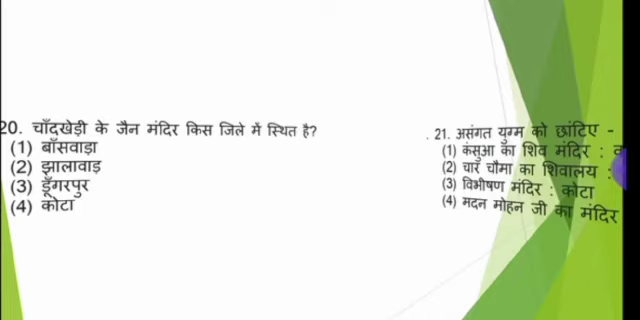 20. चाँदखेड़ी के जैन मंदिर किस जिले में स्थित है?
(1) बाँसवाड़ा
(2) झालावाड़
(3) डूँगरपुर
(4) कोटा
21. असंगत युग्म को छांटिए -
(1) कंसुआ का शिव मंदिर :
(2) चार चौमा का शिवालय :
(3) विभीषण मंदिर : कोटा
(4) मदन मोहन जी का मंदिर